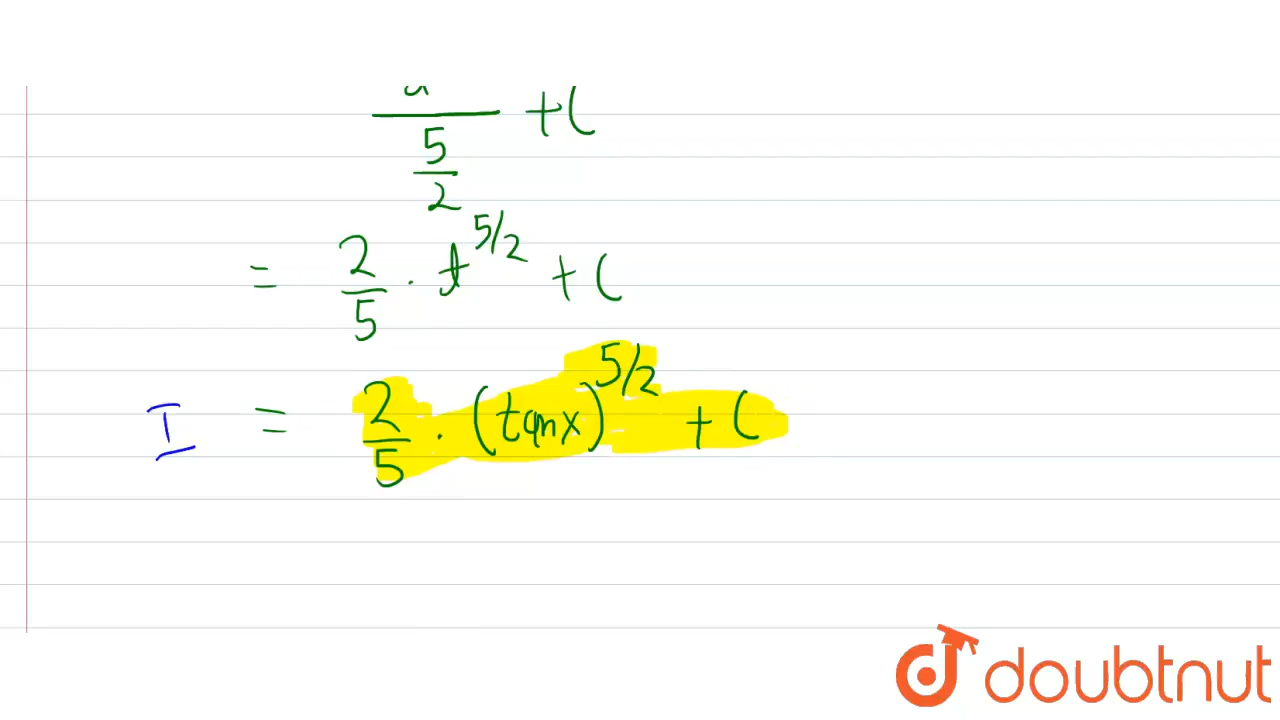 / 5/2 + C
= 2/5 · t^5/2 + C
I = 2/5 · (tanx)^5/2 + C
doubtnut